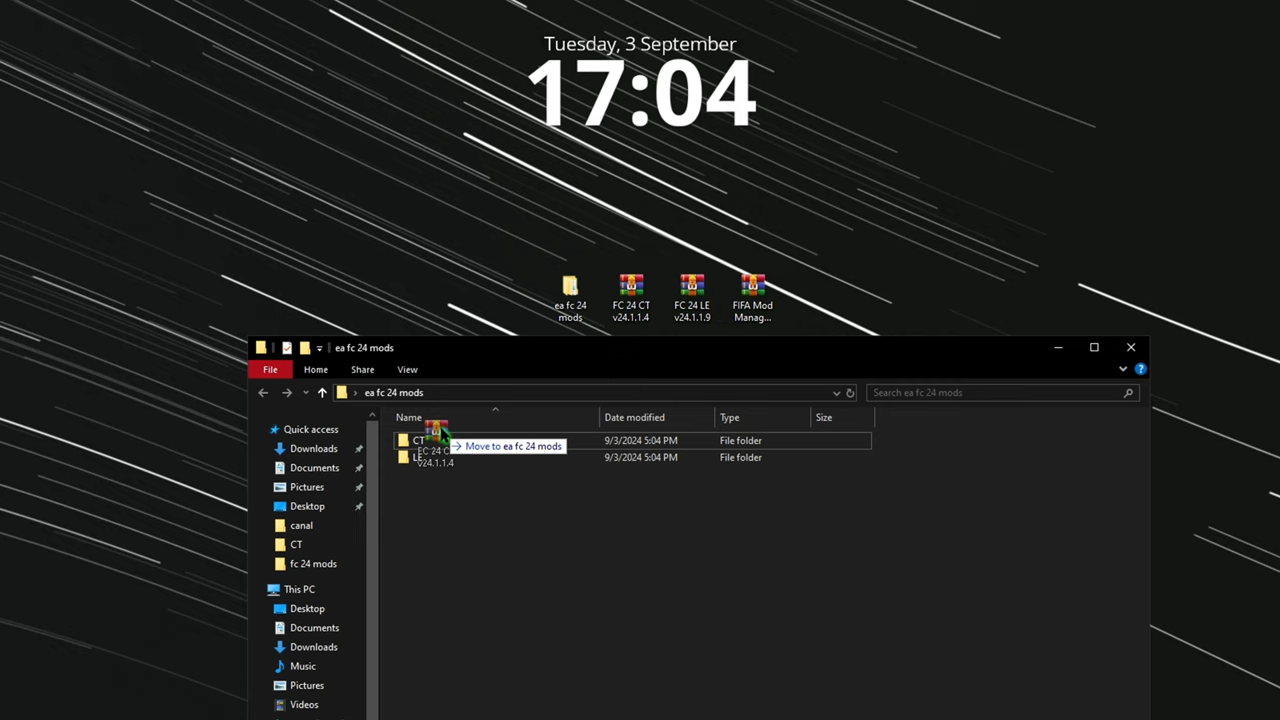 Tuesday, 3 September
17:04
ea fc 24
mods
FC 24 CT
v24.1.1.4
FC 24 LE
v24.1.1.9
FIFA Mod
Manag...
ea fc 24 mods
File
Home
Share
View
ea fc 24 mods
Search ea fc 24 mods
Name
Date modified
Type
Size
Quick access
Downloads
Documents
Pictures
Desktop
canal
CT
fc 24 mods
This PC
Desktop
Documents
Downloads
Music
Pictures
Videos
CT
9/3/2024 5:04 PM
File folder
LE
9/3/2024 5:04 PM
File folder
Move to ea fc 24 mods
v24.1.1.4